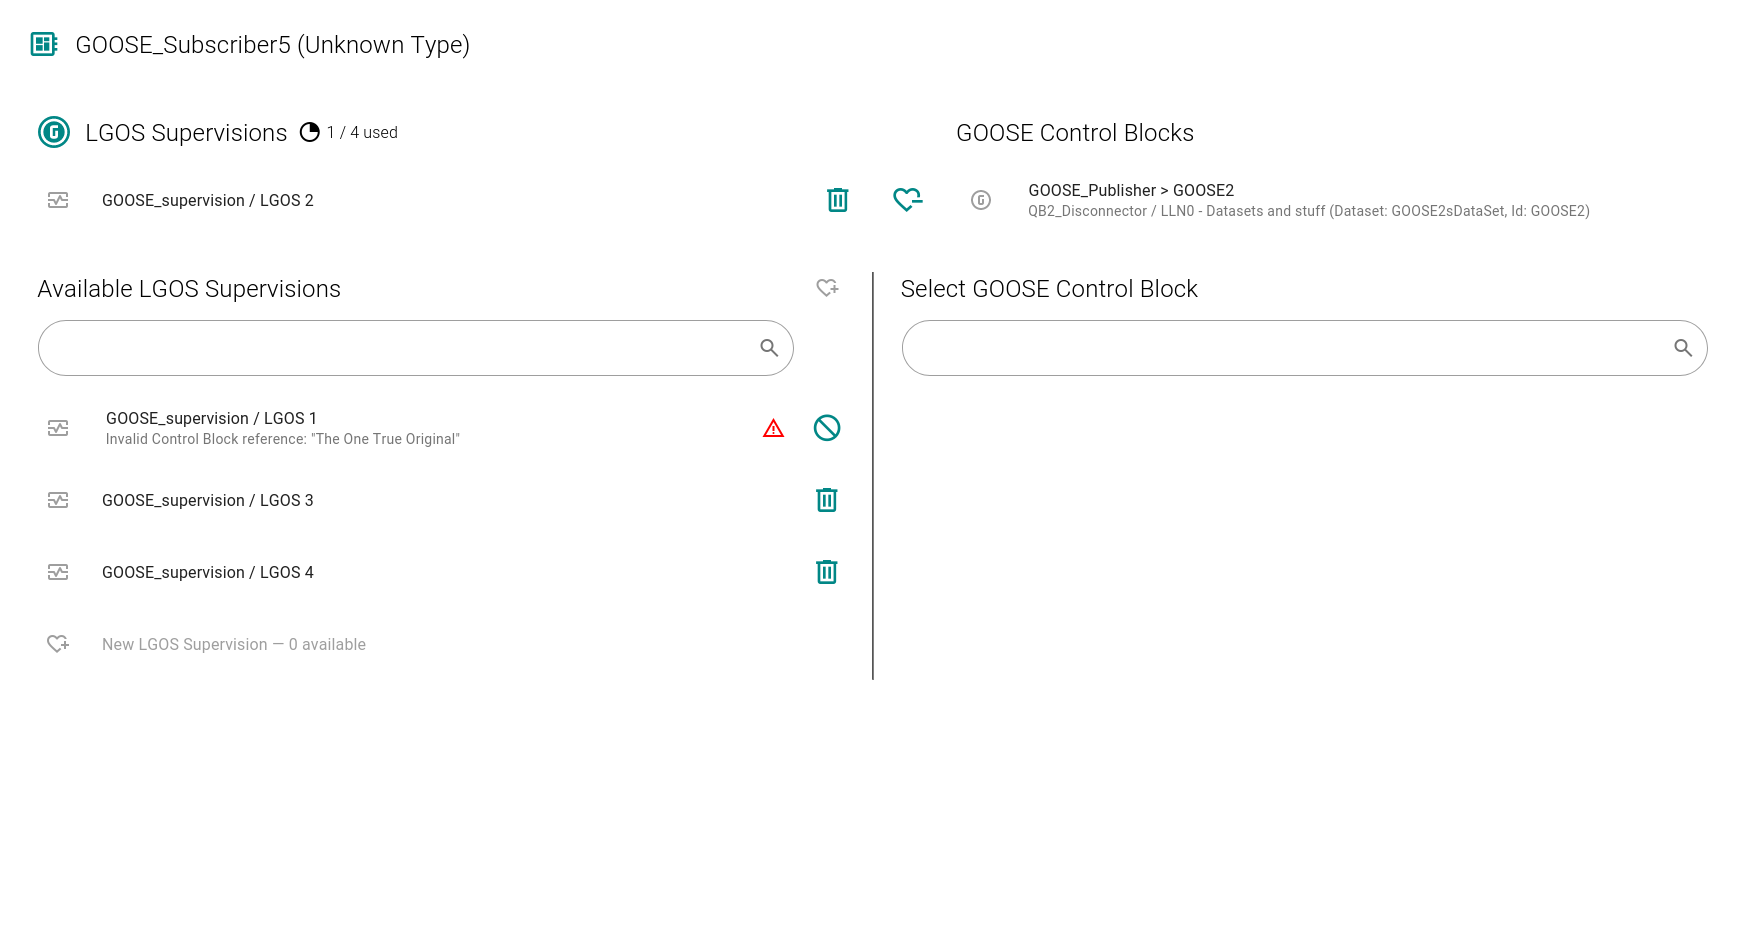 GOOSE_Subscriber5 (Unknown Type)
LGOS Supervisions 1 / 4 used
GOOSE Control Blocks
GOOSE_supervision / LGOS 2
GOOSE_Publisher > GOOSE2
QB2_Disconnector / LLN0 - Datasets and stuff (Dataset: GOOSE2sDataSet, Id: GOOSE2)
Available LGOS Supervisions
Select GOOSE Control Block
GOOSE_supervision / LGOS 1
Invalid Control Block reference: "The One True Original"
GOOSE_supervision / LGOS 3
GOOSE_supervision / LGOS 4
New LGOS Supervision — 0 available